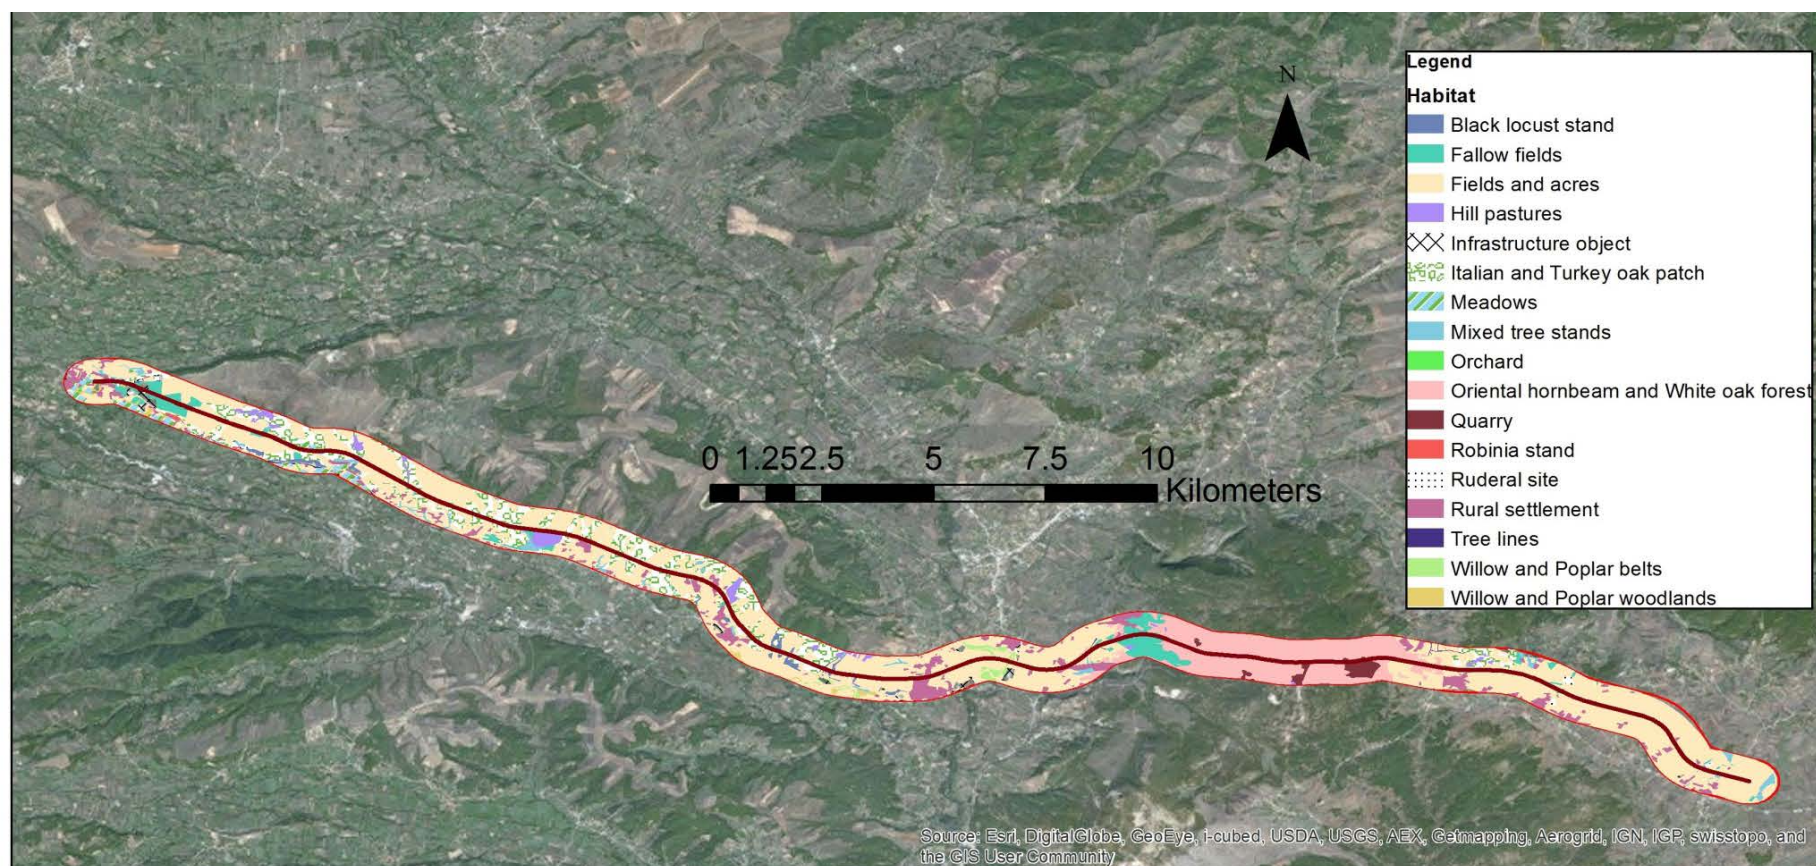 Legend
Habitat
Black locust stand
Fallow fields
Fields and acres
Hill pastures
Infrastructure object
Italian and Turkey oak patch
Meadows
Mixed tree stands
Orchard
Oriental hornbeam and White oak forest
Quarry
Robinia stand
Ruderal site
Rural settlement
Tree lines
Willow and Poplar belts
Willow and Poplar woodlands
N
0 1.252.5 5 7.5 10
Kilometers
Source: Esri, DigitalGlobe, GeoEye, i-cubed, USDA, USGS, AEX, Getmapping, Aerogrid, IGN, IGP, swisstopo, and
the GIS User Community